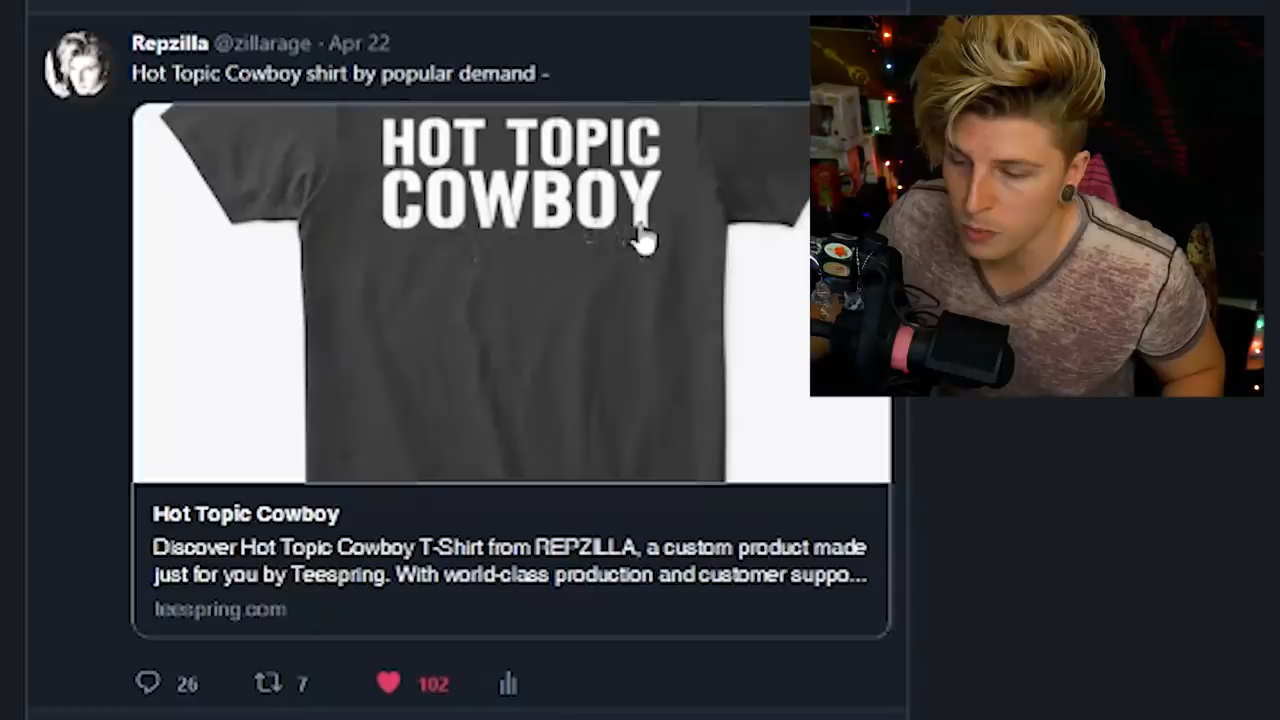 Repzilla @zillarage · Apr 22
Hot Topic Cowboy shirt by popular demand -
HOT TOPIC
COWBOY
Hot Topic Cowboy
Discover Hot Topic Cowboy T-Shirt from REPZILLA, a custom product made
just for you by Teespring. With world-class production and customer suppo...
teespring.com
26 7 102